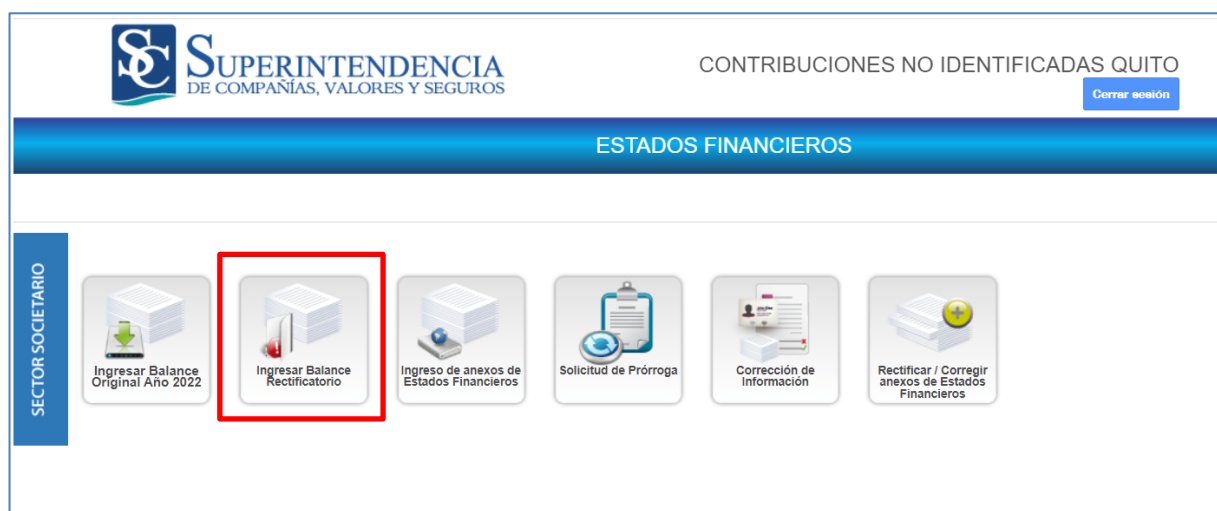 SC
SUPERINTENDENCIA
DE COMPAÑÍAS, VALORES Y SEGUROS
CONTRIBUCIONES NO IDENTIFICADAS QUITO
Cerrar sesión
ESTADOS FINANCIEROS
SECTOR SOCIETARIO
Ingresar Balance
Original Año 2022
Ingresar Balance
Rectificatorio
Ingreso de anexos de
Estados Financieros
Solicitud de Prórroga
Corrección de
Información
Rectificar / Corregir
anexos de Estados
Financieros